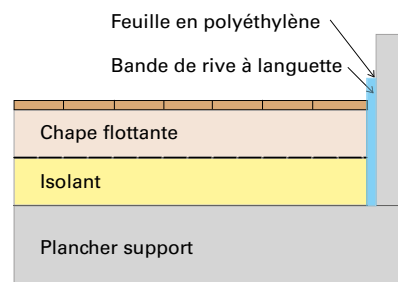 Feuille en polyéthylène
Bande de rive à languette
Chape flottante
Isolant
Plancher support